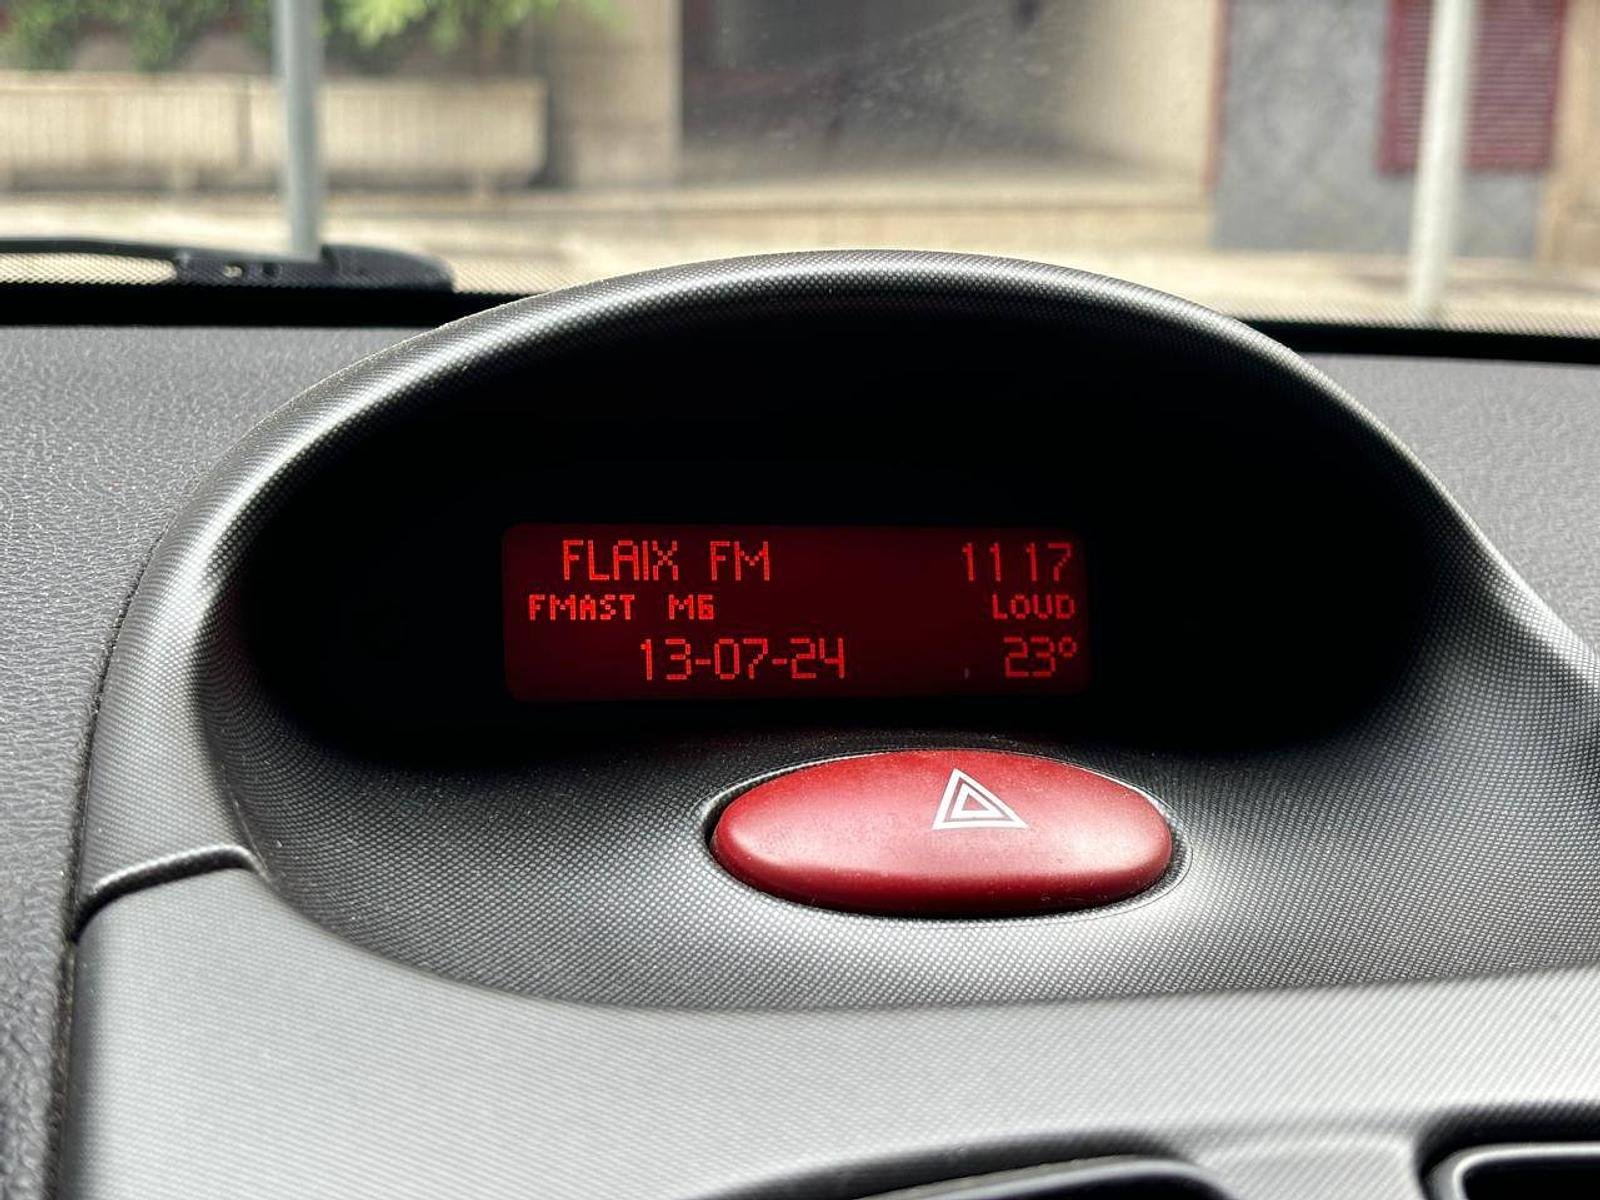 FLAIX FM 11 17
FMAST M6 LOUD
13-07-24 23°